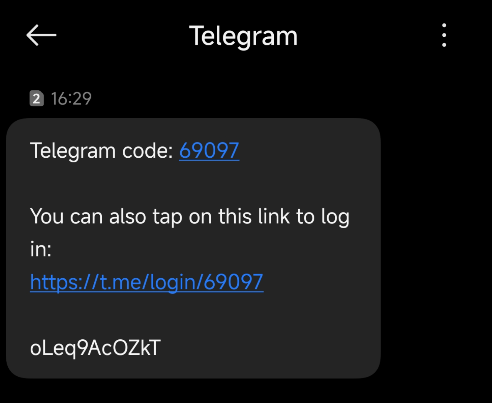 Telegram
2 16:29
Telegram code: 69097
You can also tap on this link to log
in:
https://t.me/login/69097
oLeq9AcOZkT